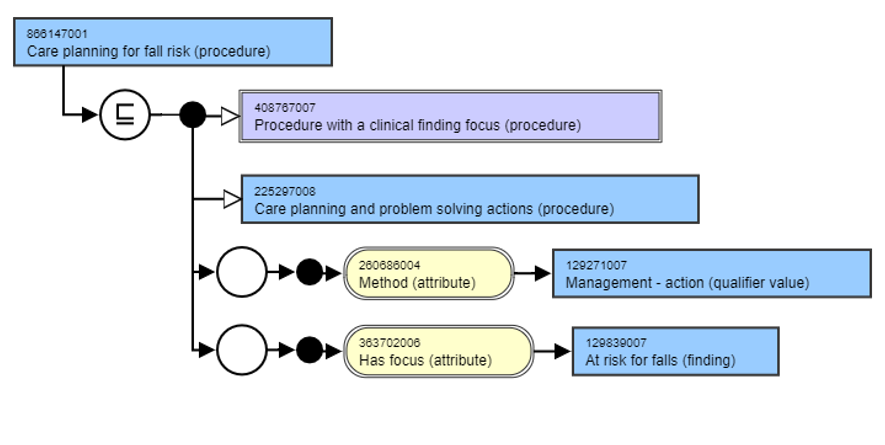 866147001
Care planning for fall risk (procedure)
⊑
408767007
Procedure with a clinical finding focus (procedure)
225297008
Care planning and problem solving actions (procedure)
260686004
Method (attribute)
129271007
Management - action (qualifier value)
363702006
Has focus (attribute)
129839007
At risk for falls (finding)